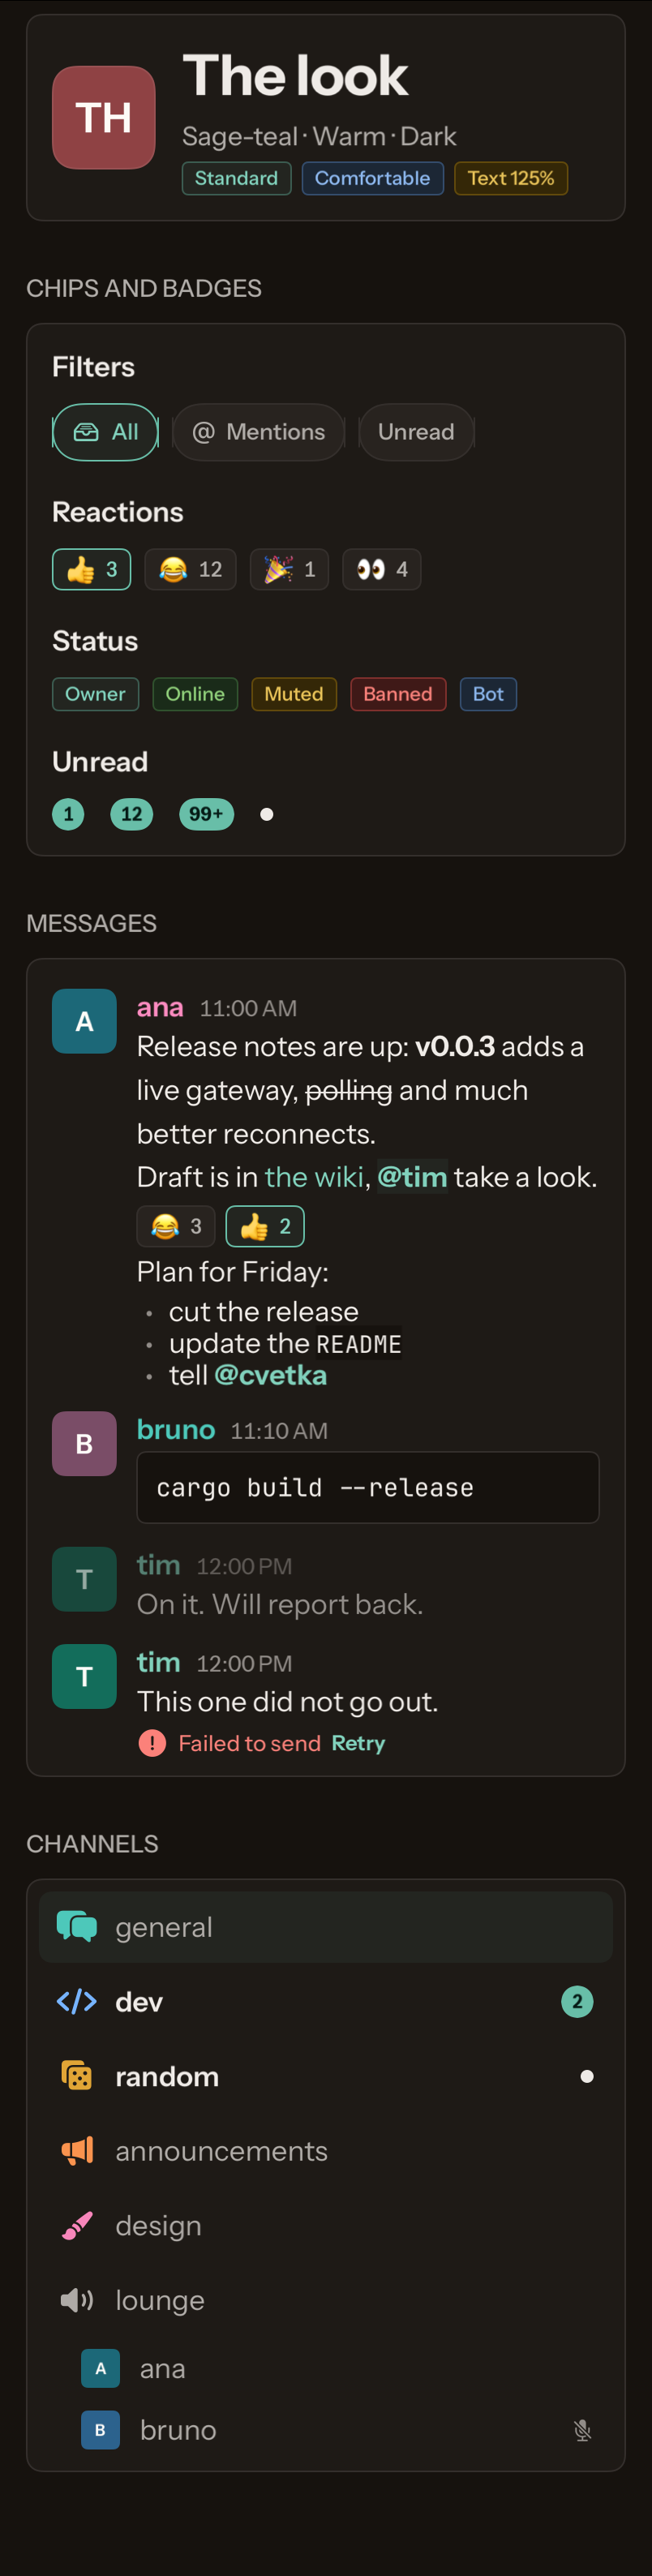 TH
The look
Sage-teal · Warm · Dark
Standard Comfortable Text 125%
CHIPS AND BADGES
Filters
All @ Mentions Unread
Reactions
👍 3 😂 12 🎉 1 👀 4
Status
Owner Online Muted Banned Bot
Unread
1 12 99+
MESSAGES
A
ana 11:00 AM
Release notes are up: v0.0.3 adds a
live gateway, polling and much
better reconnects.
Draft is in the wiki, @tim take a look.
😂 3 👍 2
Plan for Friday:
• cut the release
• update the README
• tell @cvetka
B
bruno 11:10 AM
cargo build --release
T
tim 12:00 PM
On it. Will report back.
T
tim 12:00 PM
This one did not go out.
! Failed to send Retry
CHANNELS
general
</> dev 2
random
announcements
design
lounge
A ana
B bruno